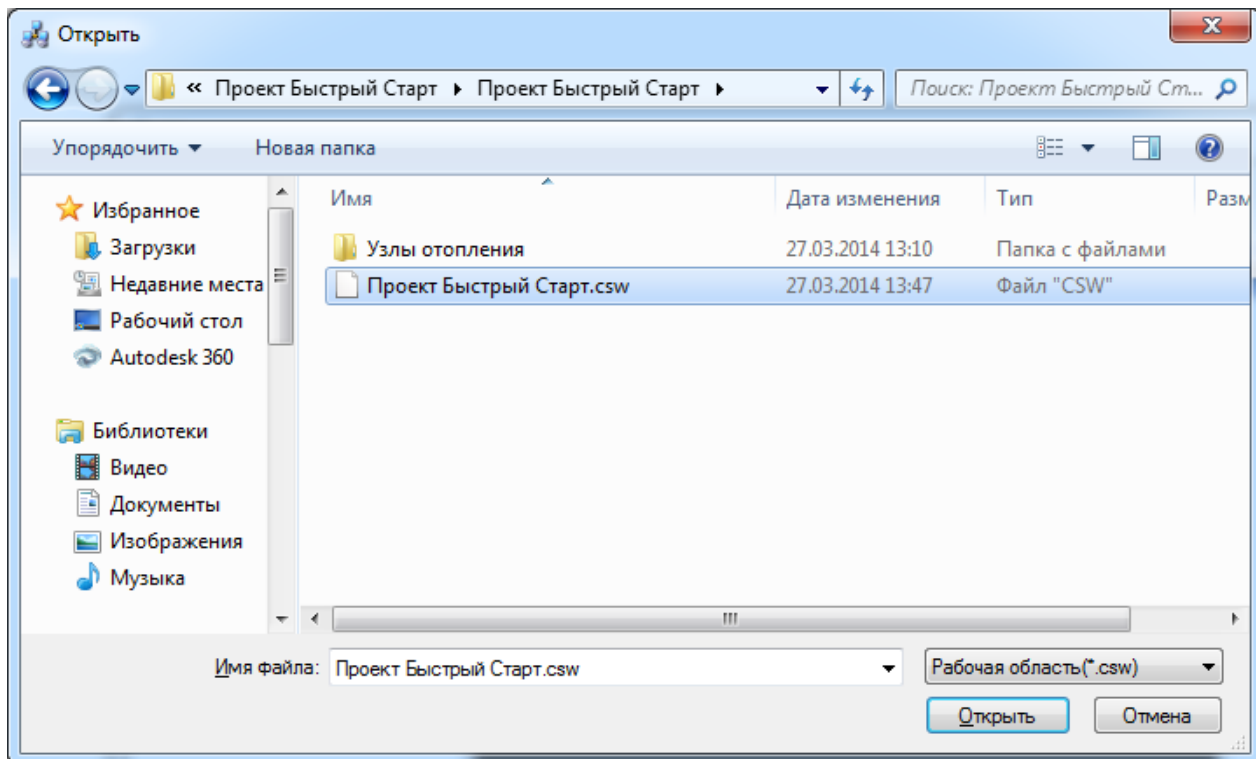 Открыть
« Проект Быстрый Старт Проект Быстрый Старт Поиск: Проект Быстрый Ст...
Упорядочить Новая папка
Имя Дата изменения Тип Разм
Избранное
Загрузки
Недавние места
Рабочий стол
Autodesk 360
Библиотеки
Видео
Документы
Изображения
Музыка
Узлы отопления 27.03.2014 13:10 Папка с файлами
Проект Быстрый Старт.csw 27.03.2014 13:47 Файл "CSW"
Имя файла: Проект Быстрый Старт.csw Рабочая область(*.csw)
Открыть Отмена